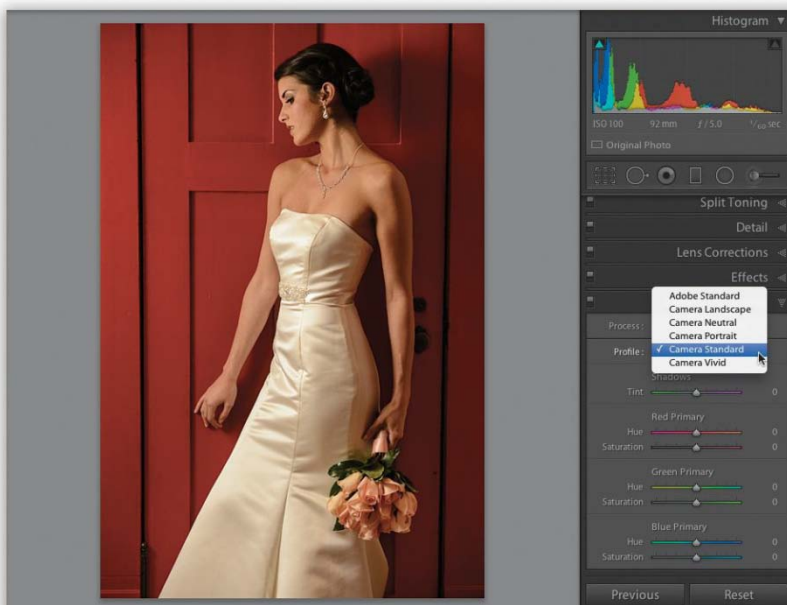 Histogram
ISO 100 92 mm ƒ / 5.0 ¹/₆₀ sec
Original Photo
Split Toning
Detail
Lens Corrections
Effects
Adobe Standard
Camera Landscape
Camera Neutral
Camera Portrait
Camera Standard
Camera Vivid
Process :
Profile :
Shadows
Tint 0
Red Primary
Hue 0
Saturation 0
Green Primary
Hue 0
Saturation 0
Blue Primary
Hue 0
Saturation 0
Previous Reset